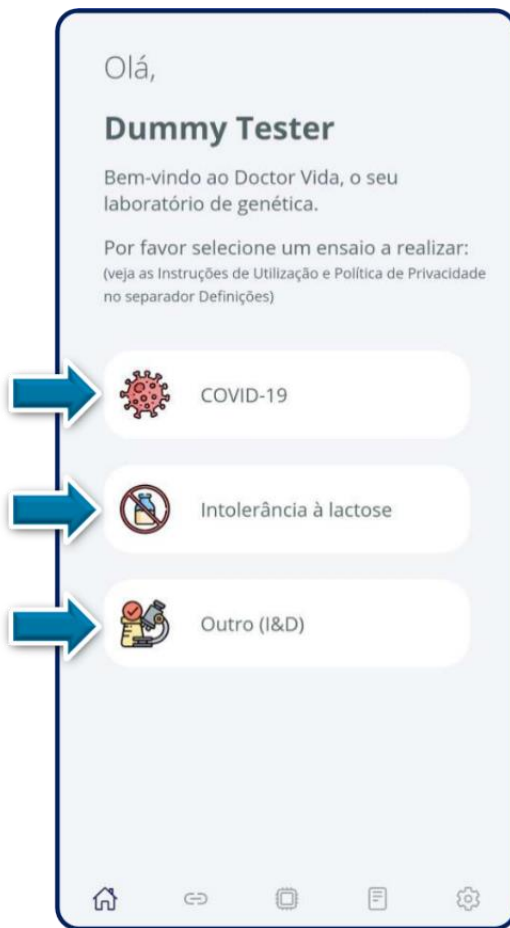 Olá,
Dummy Tester
Bem-vindo ao Doctor Vida, o seu
laboratório de genética.
Por favor selecione um ensaio a realizar:
(veja as Instruções de Utilização e Política de Privacidade
no separador Definições)
COVID-19
Intolerância à lactose
Outro (I&D)